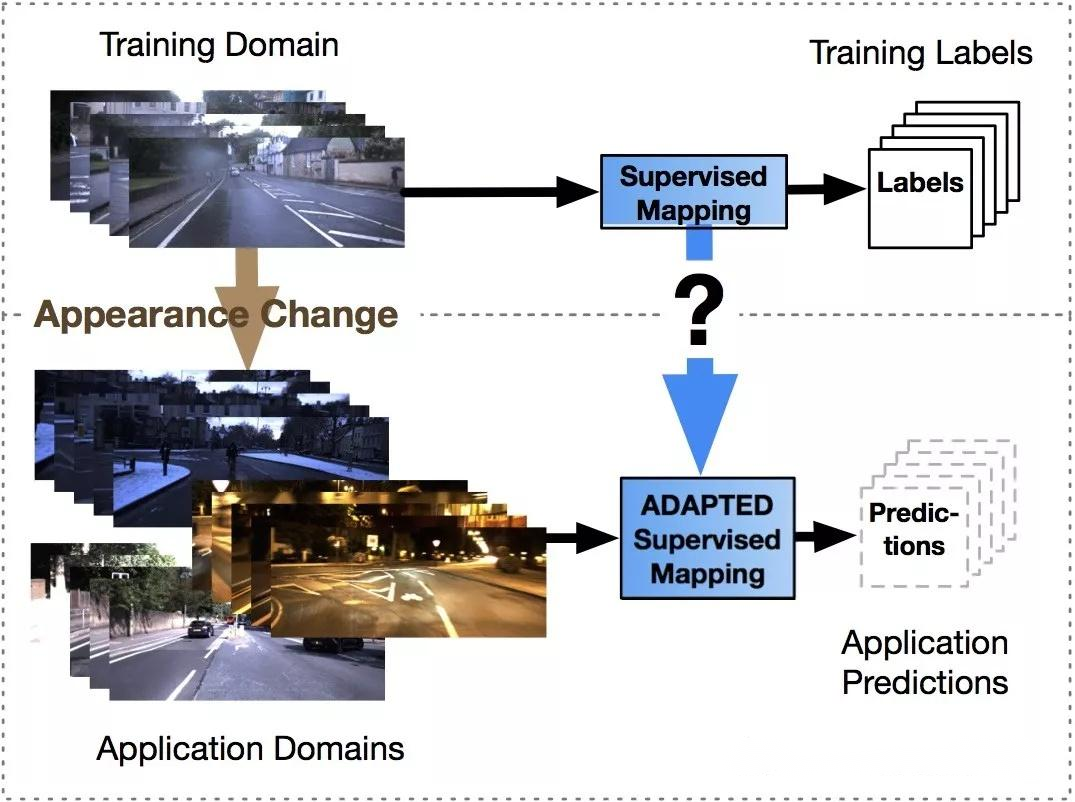 Training Domain
Training Labels
Supervised
Mapping
Labels
Appearance Change
?
ADAPTED
Supervised
Mapping
Predic-
tions
Application
Predictions
Application Domains